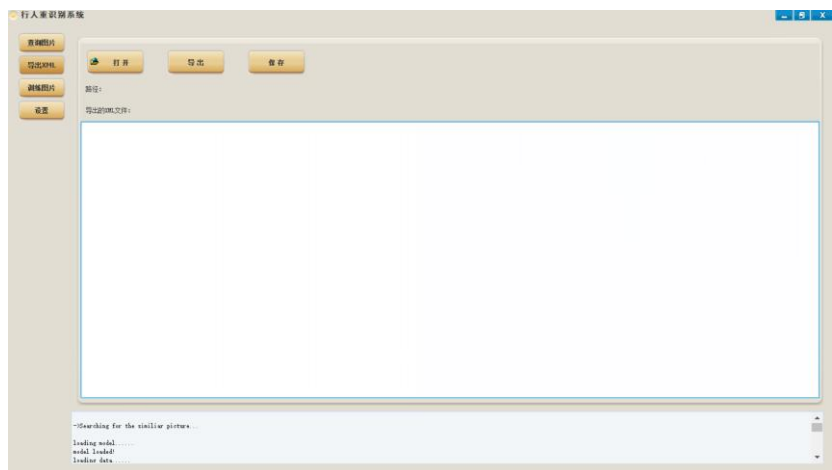 行人重识别系统
查询图片
导出XML
训练图片
设置
打开 导出 保存
路径:
导出的XML文件:
->Searching for the similiar picture...
loading model......
model loaded!
loading data......